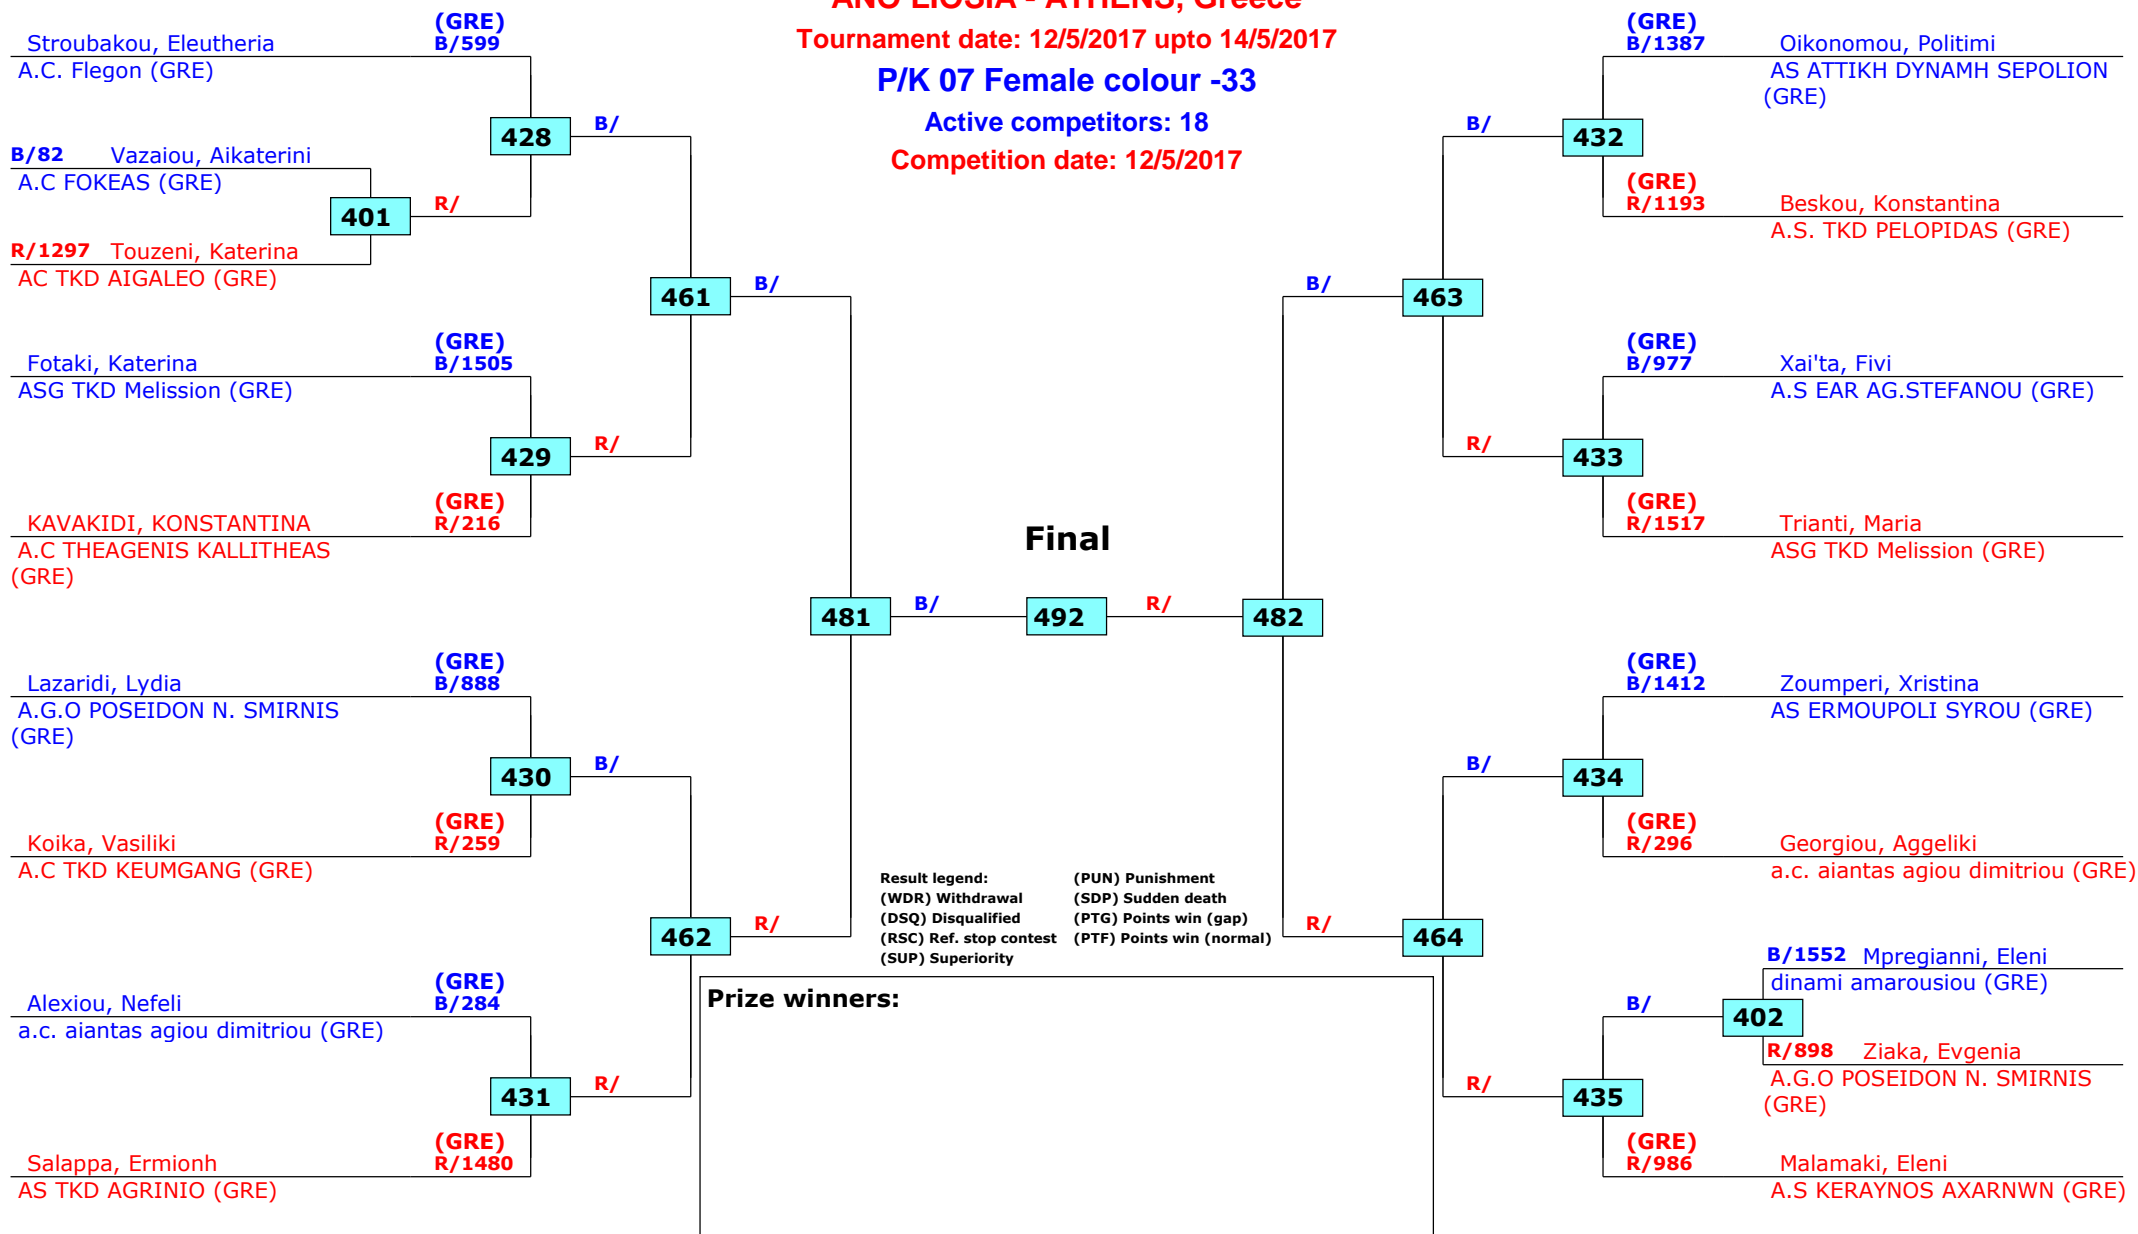 ANO LIOSIA - ATHENS, Greece
Tournament date: 12/5/2017 upto 14/5/2017
P/K 07 Female colour -33
Active competitors: 18
Competition date: 12/5/2017
(GRE)
Stroubakou, Eleutheria B/599
A.C. Flegon (GRE)
428
B/
B/82 Vazaiou, Aikaterini
A.C FOKEAS (GRE)
401
R/
R/1297 Touzeni, Katerina
AC TKD AIGALEO (GRE)
461
B/
(GRE)
Fotaki, Katerina B/1505
ASG TKD Melission (GRE)
429
R/
(GRE)
KAVAKIDI, KONSTANTINA R/216
A.C THEAGENIS KALLITHEAS
(GRE)
481
B/
(GRE)
Lazaridi, Lydia B/888
A.G.O POSEIDON N. SMIRNIS
(GRE)
430
B/
(GRE)
Koika, Vasiliki R/259
A.C TKD KEUMGANG (GRE)
462
R/
(GRE)
Alexiou, Nefeli B/284
a.c. aiantas agiou dimitriou (GRE)
431
R/
(GRE)
Salappa, Ermionh R/1480
AS TKD AGRINIO (GRE)
Final
492
R/
482
(GRE)
B/1387 Oikonomou, Politimi
AS ATTIKH DYNAMH SEPOLION
(GRE)
B/
432
(GRE)
R/1193 Beskou, Konstantina
A.S. TKD PELOPIDAS (GRE)
B/
463
(GRE)
B/977 Xai'ta, Fivi
A.S EAR AG.STEFANOU (GRE)
R/
433
(GRE)
R/1517 Trianti, Maria
ASG TKD Melission (GRE)
(GRE)
B/1412 Zoumperi, Xristina
AS ERMOUPOLI SYROU (GRE)
B/
434
(GRE)
R/296 Georgiou, Aggeliki
a.c. aiantas agiou dimitriou (GRE)
R/
464
B/1552 Mpregianni, Eleni
dinami amarousiou (GRE)
B/
402
R/898 Ziaka, Evgenia
A.G.O POSEIDON N. SMIRNIS
(GRE)
R/
435
(GRE)
R/986 Malamaki, Eleni
A.S KERAYNOS AXARNWN (GRE)
Result legend: (PUN) Punishment
(WDR) Withdrawal (SDP) Sudden death
(DSQ) Disqualified (PTG) Points win (gap)
(RSC) Ref. stop contest (PTF) Points win (normal)
(SUP) Superiority
Prize winners: